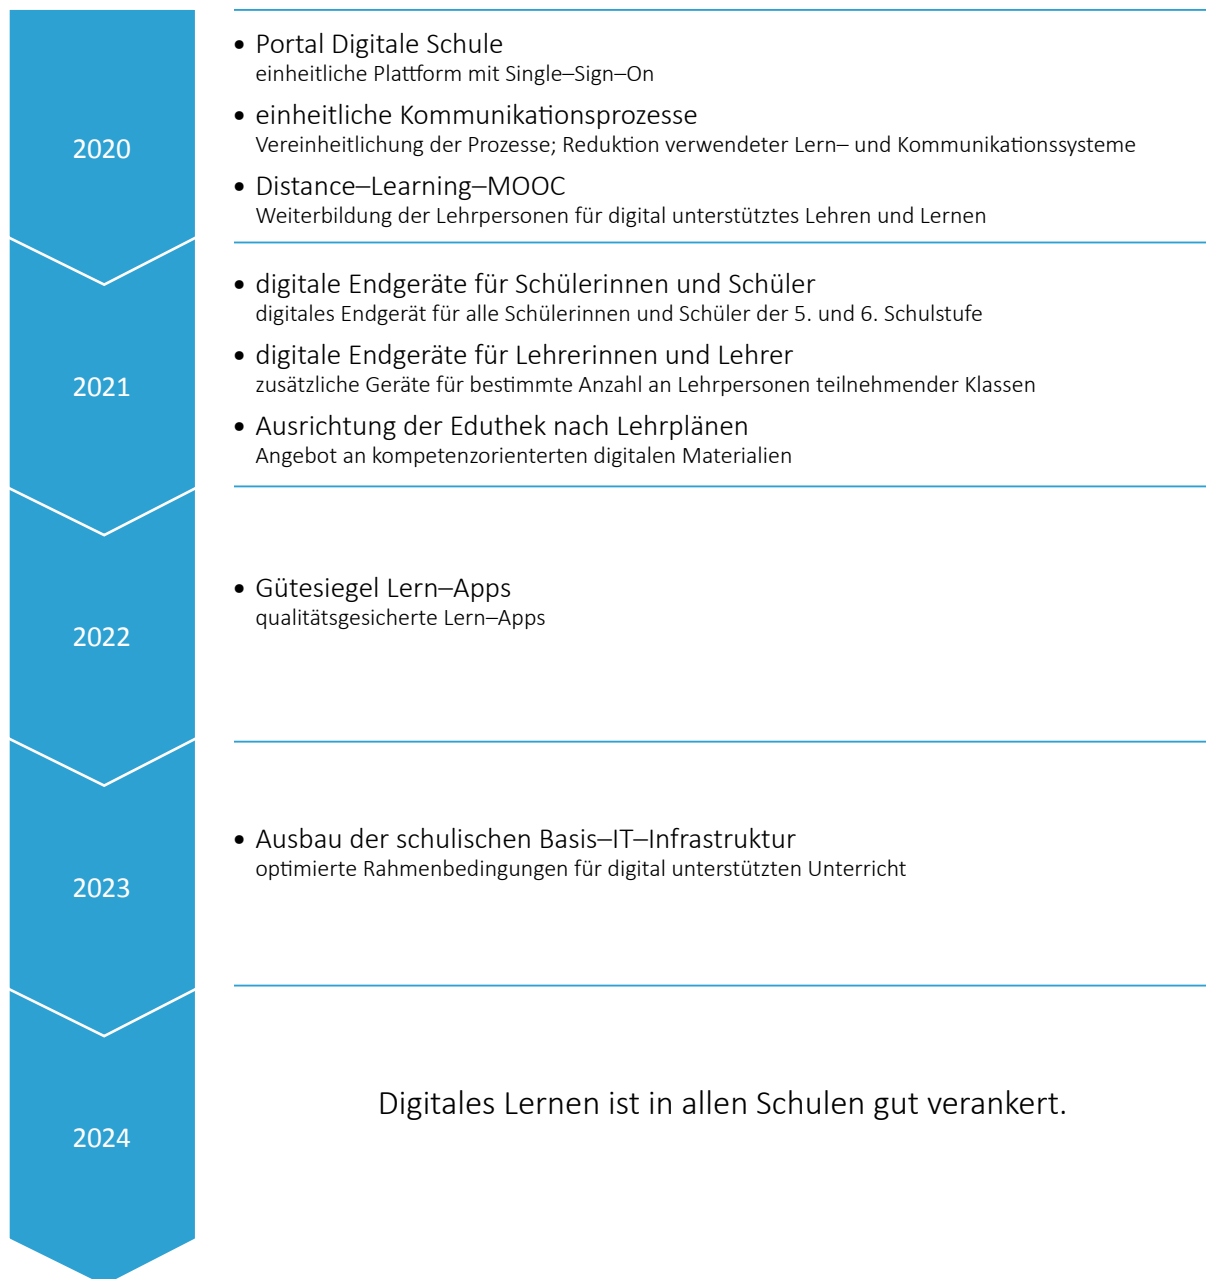 2020
• Portal Digitale Schule
einheitliche Plattform mit Single–Sign–On
• einheitliche Kommunikationsprozesse
Vereinheitlichung der Prozesse; Reduktion verwendeter Lern– und Kommunikationssysteme
• Distance–Learning–MOOC
Weiterbildung der Lehrpersonen für digital unterstütztes Lehren und Lernen
2021
• digitale Endgeräte für Schülerinnen und Schüler
digitales Endgerät für alle Schülerinnen und Schüler der 5. und 6. Schulstufe
• digitale Endgeräte für Lehrerinnen und Lehrer
zusätzliche Geräte für bestimmte Anzahl an Lehrpersonen teilnehmender Klassen
• Ausrichtung der Eduthek nach Lehrplänen
Angebot an kompetenzorienterten digitalen Materialien
2022
• Gütesiegel Lern–Apps
qualitätsgesicherte Lern–Apps
2023
• Ausbau der schulischen Basis–IT–Infrastruktur
optimierte Rahmenbedingungen für digital unterstützten Unterricht
2024
Digitales Lernen ist in allen Schulen gut verankert.